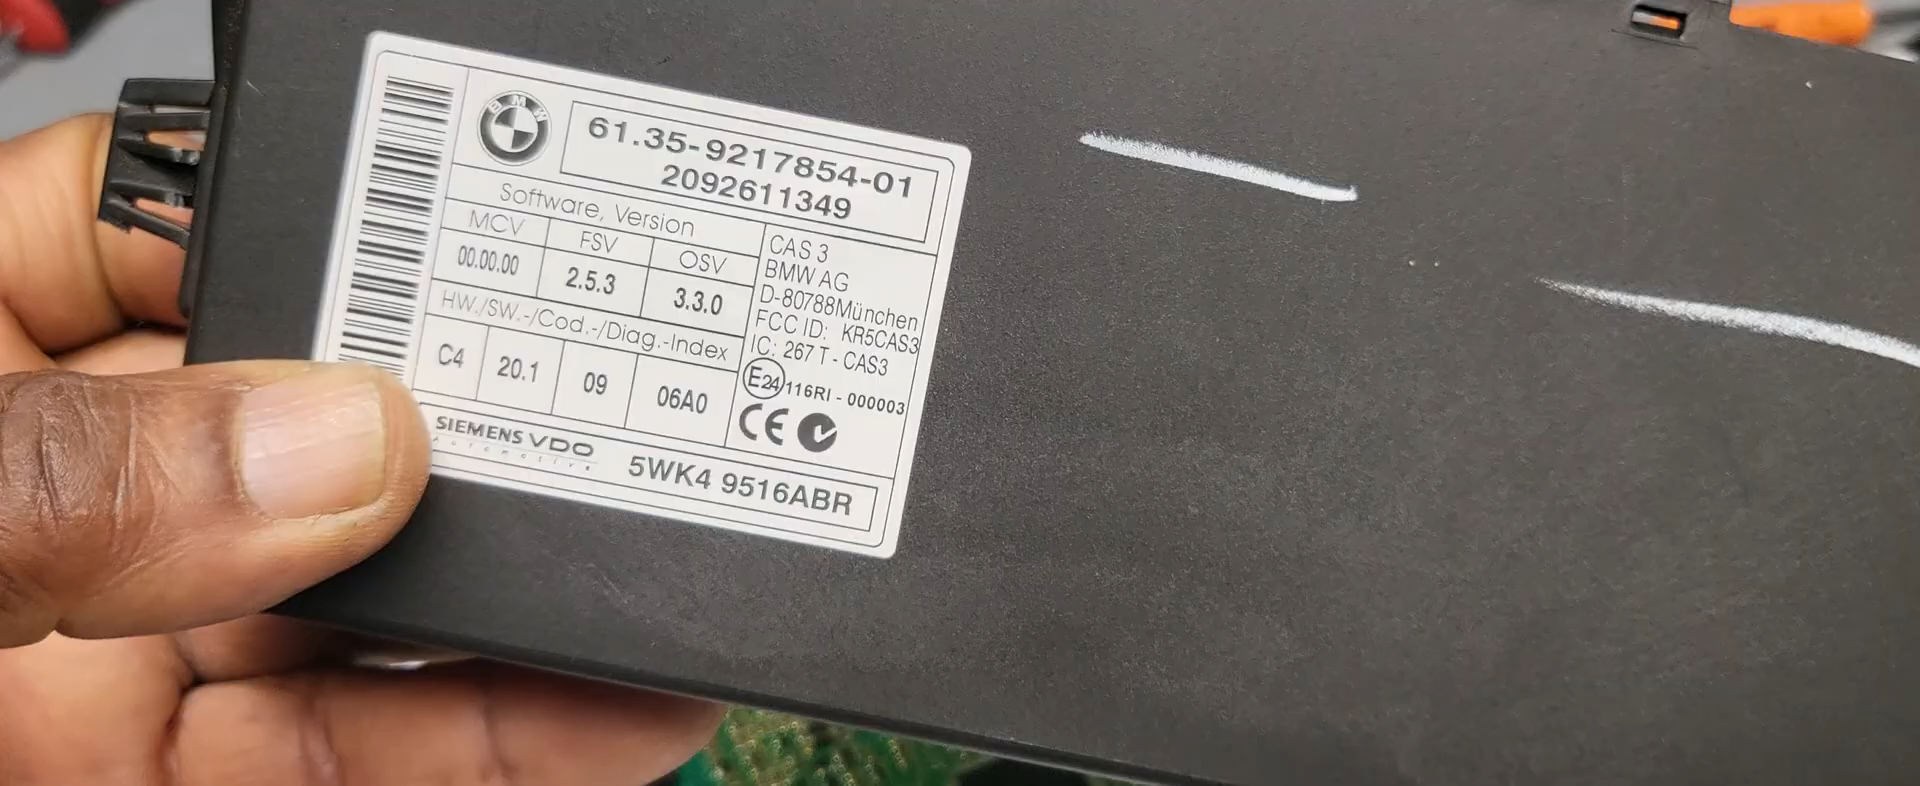 BMW
61.35-9217854-01
2092611349
Software, Version
MCV FSV OSV
00.00.00 2.5.3 3.3.0
HW./SW.-/Cod.-/Diag.-Index
C4 20.1 09 06A0
CAS 3
BMW AG
D-80788München
FCC ID: KR5CAS3
IC: 267 T - CAS3
E24 116RI - 000003
CE
SIEMENS VDO
Automotive
5WK4 9516ABR